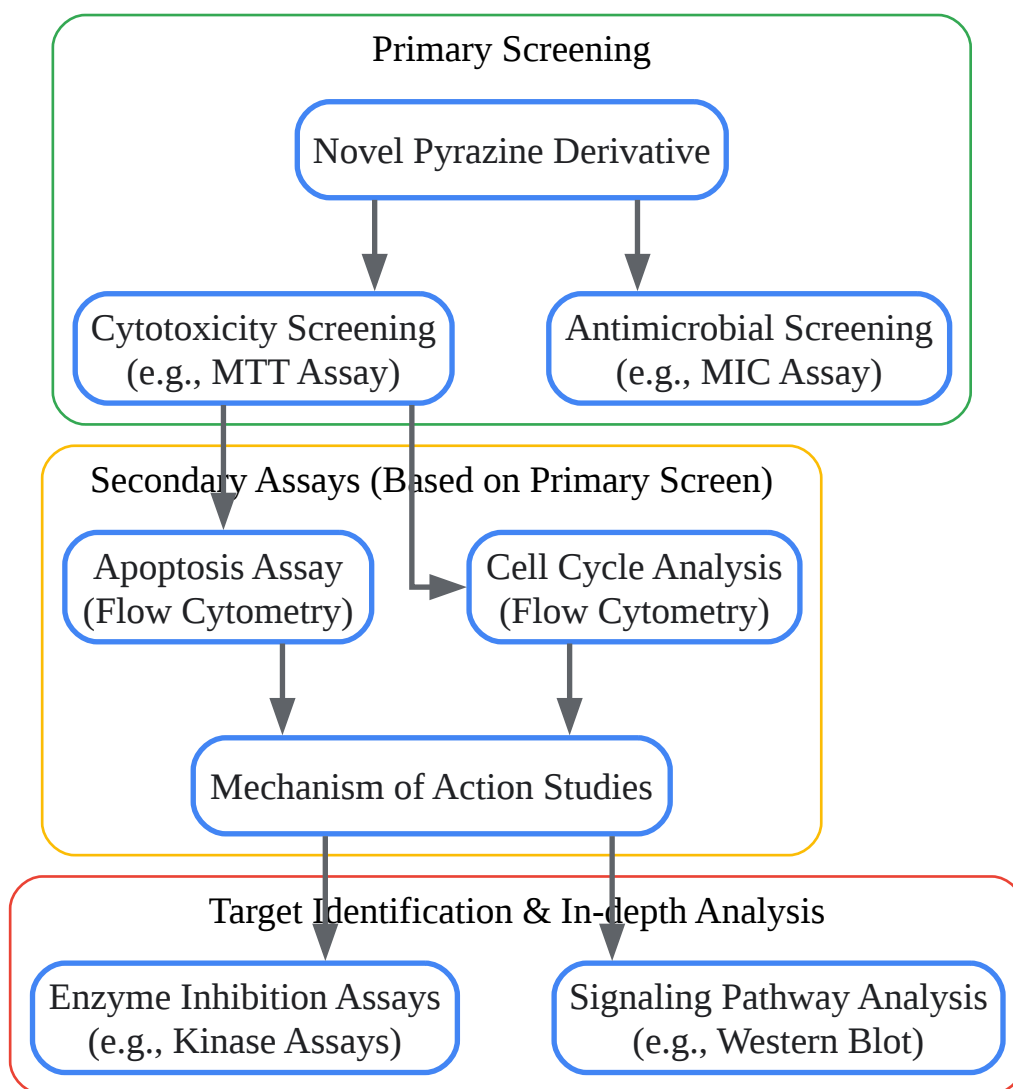 Primary Screening
Novel Pyrazine Derivative
Cytotoxicity Screening
(e.g., MTT Assay)
Antimicrobial Screening
(e.g., MIC Assay)
Secondary Assays (Based on Primary Screen)
Apoptosis Assay
(Flow Cytometry)
Cell Cycle Analysis
(Flow Cytometry)
Mechanism of Action Studies
Target Identification & In-depth Analysis
Enzyme Inhibition Assays
(e.g., Kinase Assays)
Signaling Pathway Analysis
(e.g., Western Blot)